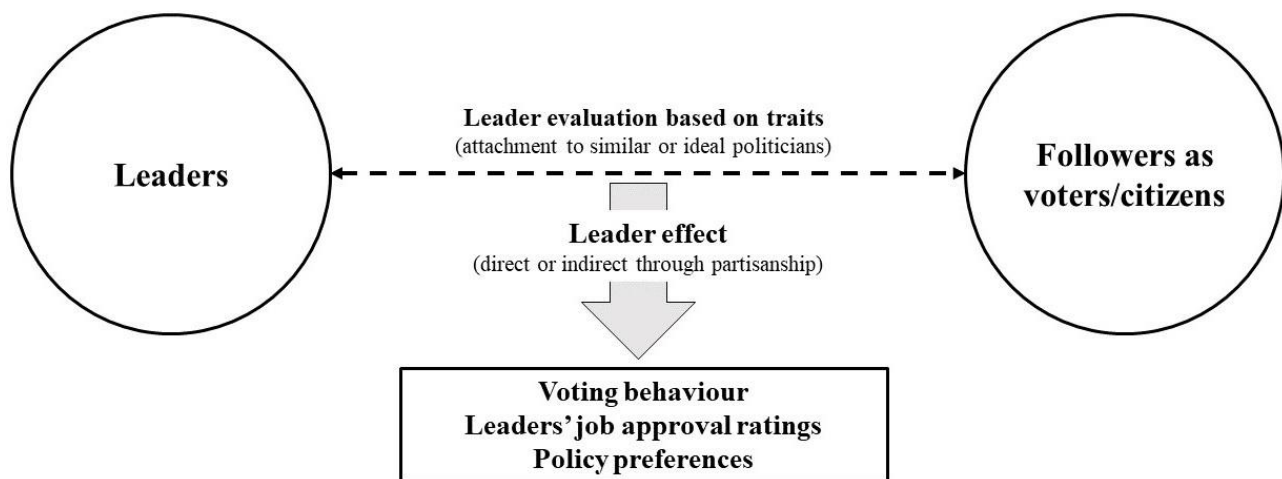 Leaders
Leader evaluation based on traits
(attachment to similar or ideal politicians)
Followers as
voters/citizens
Leader effect
(direct or indirect through partisanship)
Voting behaviour
Leaders’ job approval ratings
Policy preferences